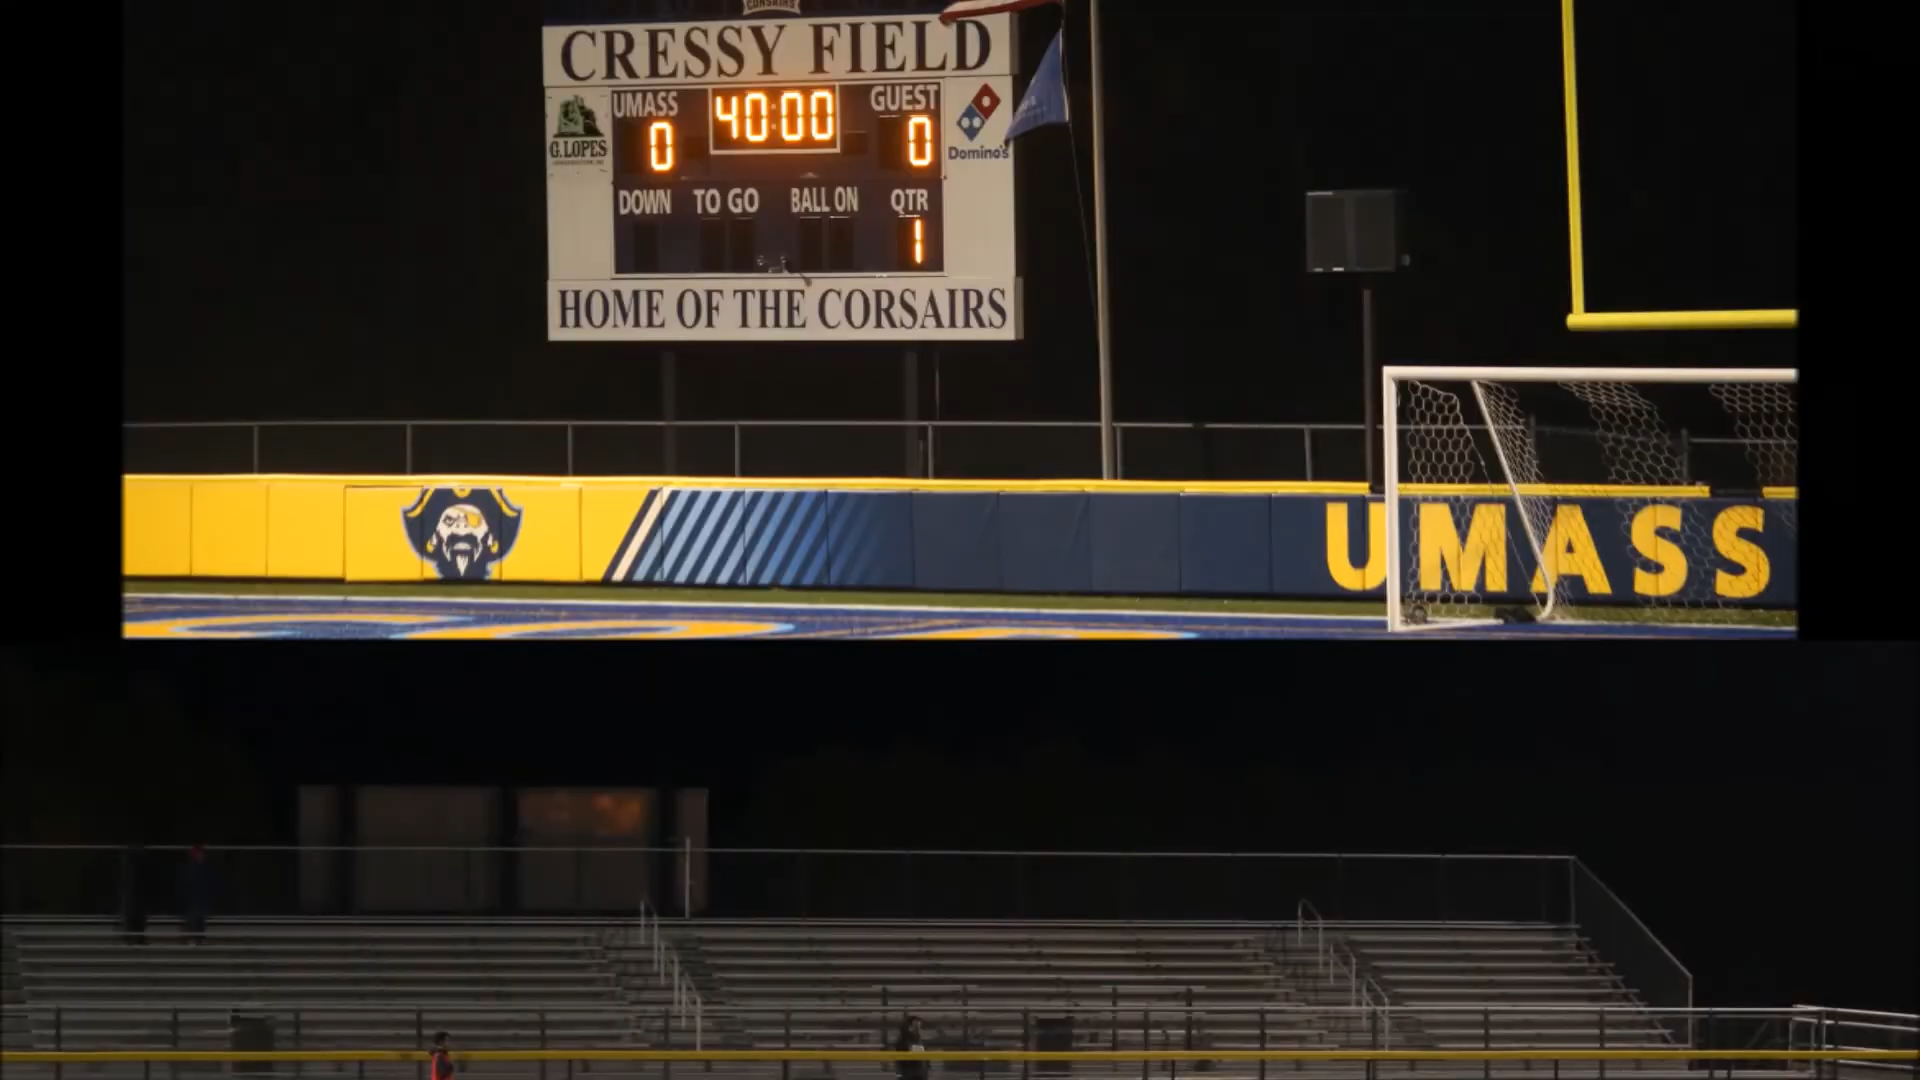 CORSAIRS
CRESSY FIELD
UMASS 40:00 GUEST
0 0
G.LOPES
Domino's
DOWN TO GO BALL ON QTR
1
HOME OF THE CORSAIRS
UMASS